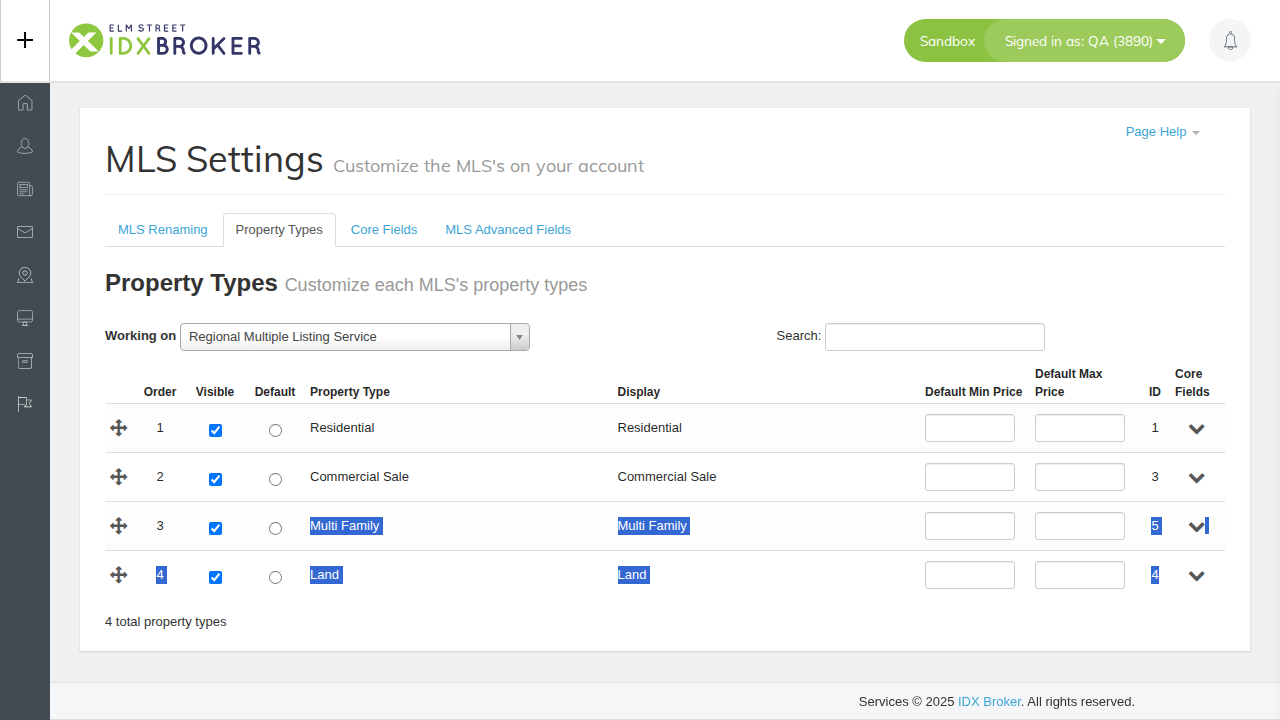 ELM STREET
IDXBROKER
Sandbox
Signed in as: QA (3890)
Page Help
MLS Settings Customize the MLS's on your account
MLS Renaming
Property Types
Core Fields
MLS Advanced Fields
Property Types Customize each MLS's property types
Working on Regional Multiple Listing Service
Search:
Order Visible Default Property Type Display Default Min Price Default Max Price ID Core Fields
1 Residential Residential 1
2 Commercial Sale Commercial Sale 3
3 Multi Family Multi Family 5
4 Land Land 4
4 total property types
Services © 2025 IDX Broker. All rights reserved.